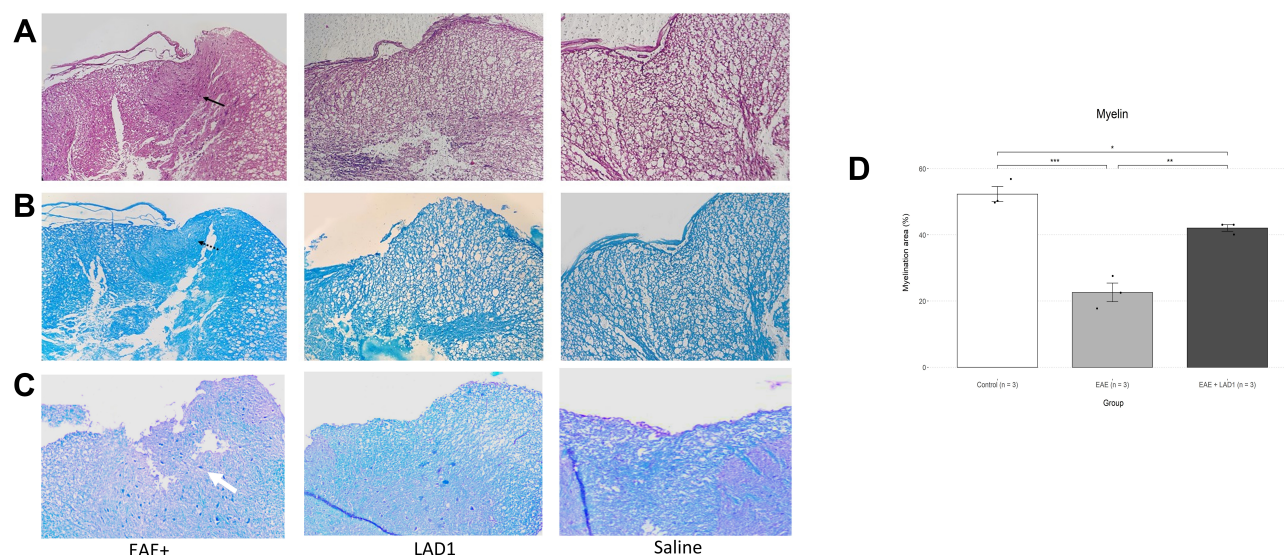 A
B
C
EAE+
LAD1
Saline
D
Myelin
*
***
**
Myelination area (%)
60
40
20
0
Control (n = 3)
EAE (n = 3)
EAE + LAD1 (n = 3)
Group